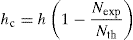 h_c = h ( 1 − N_exp / N_th )